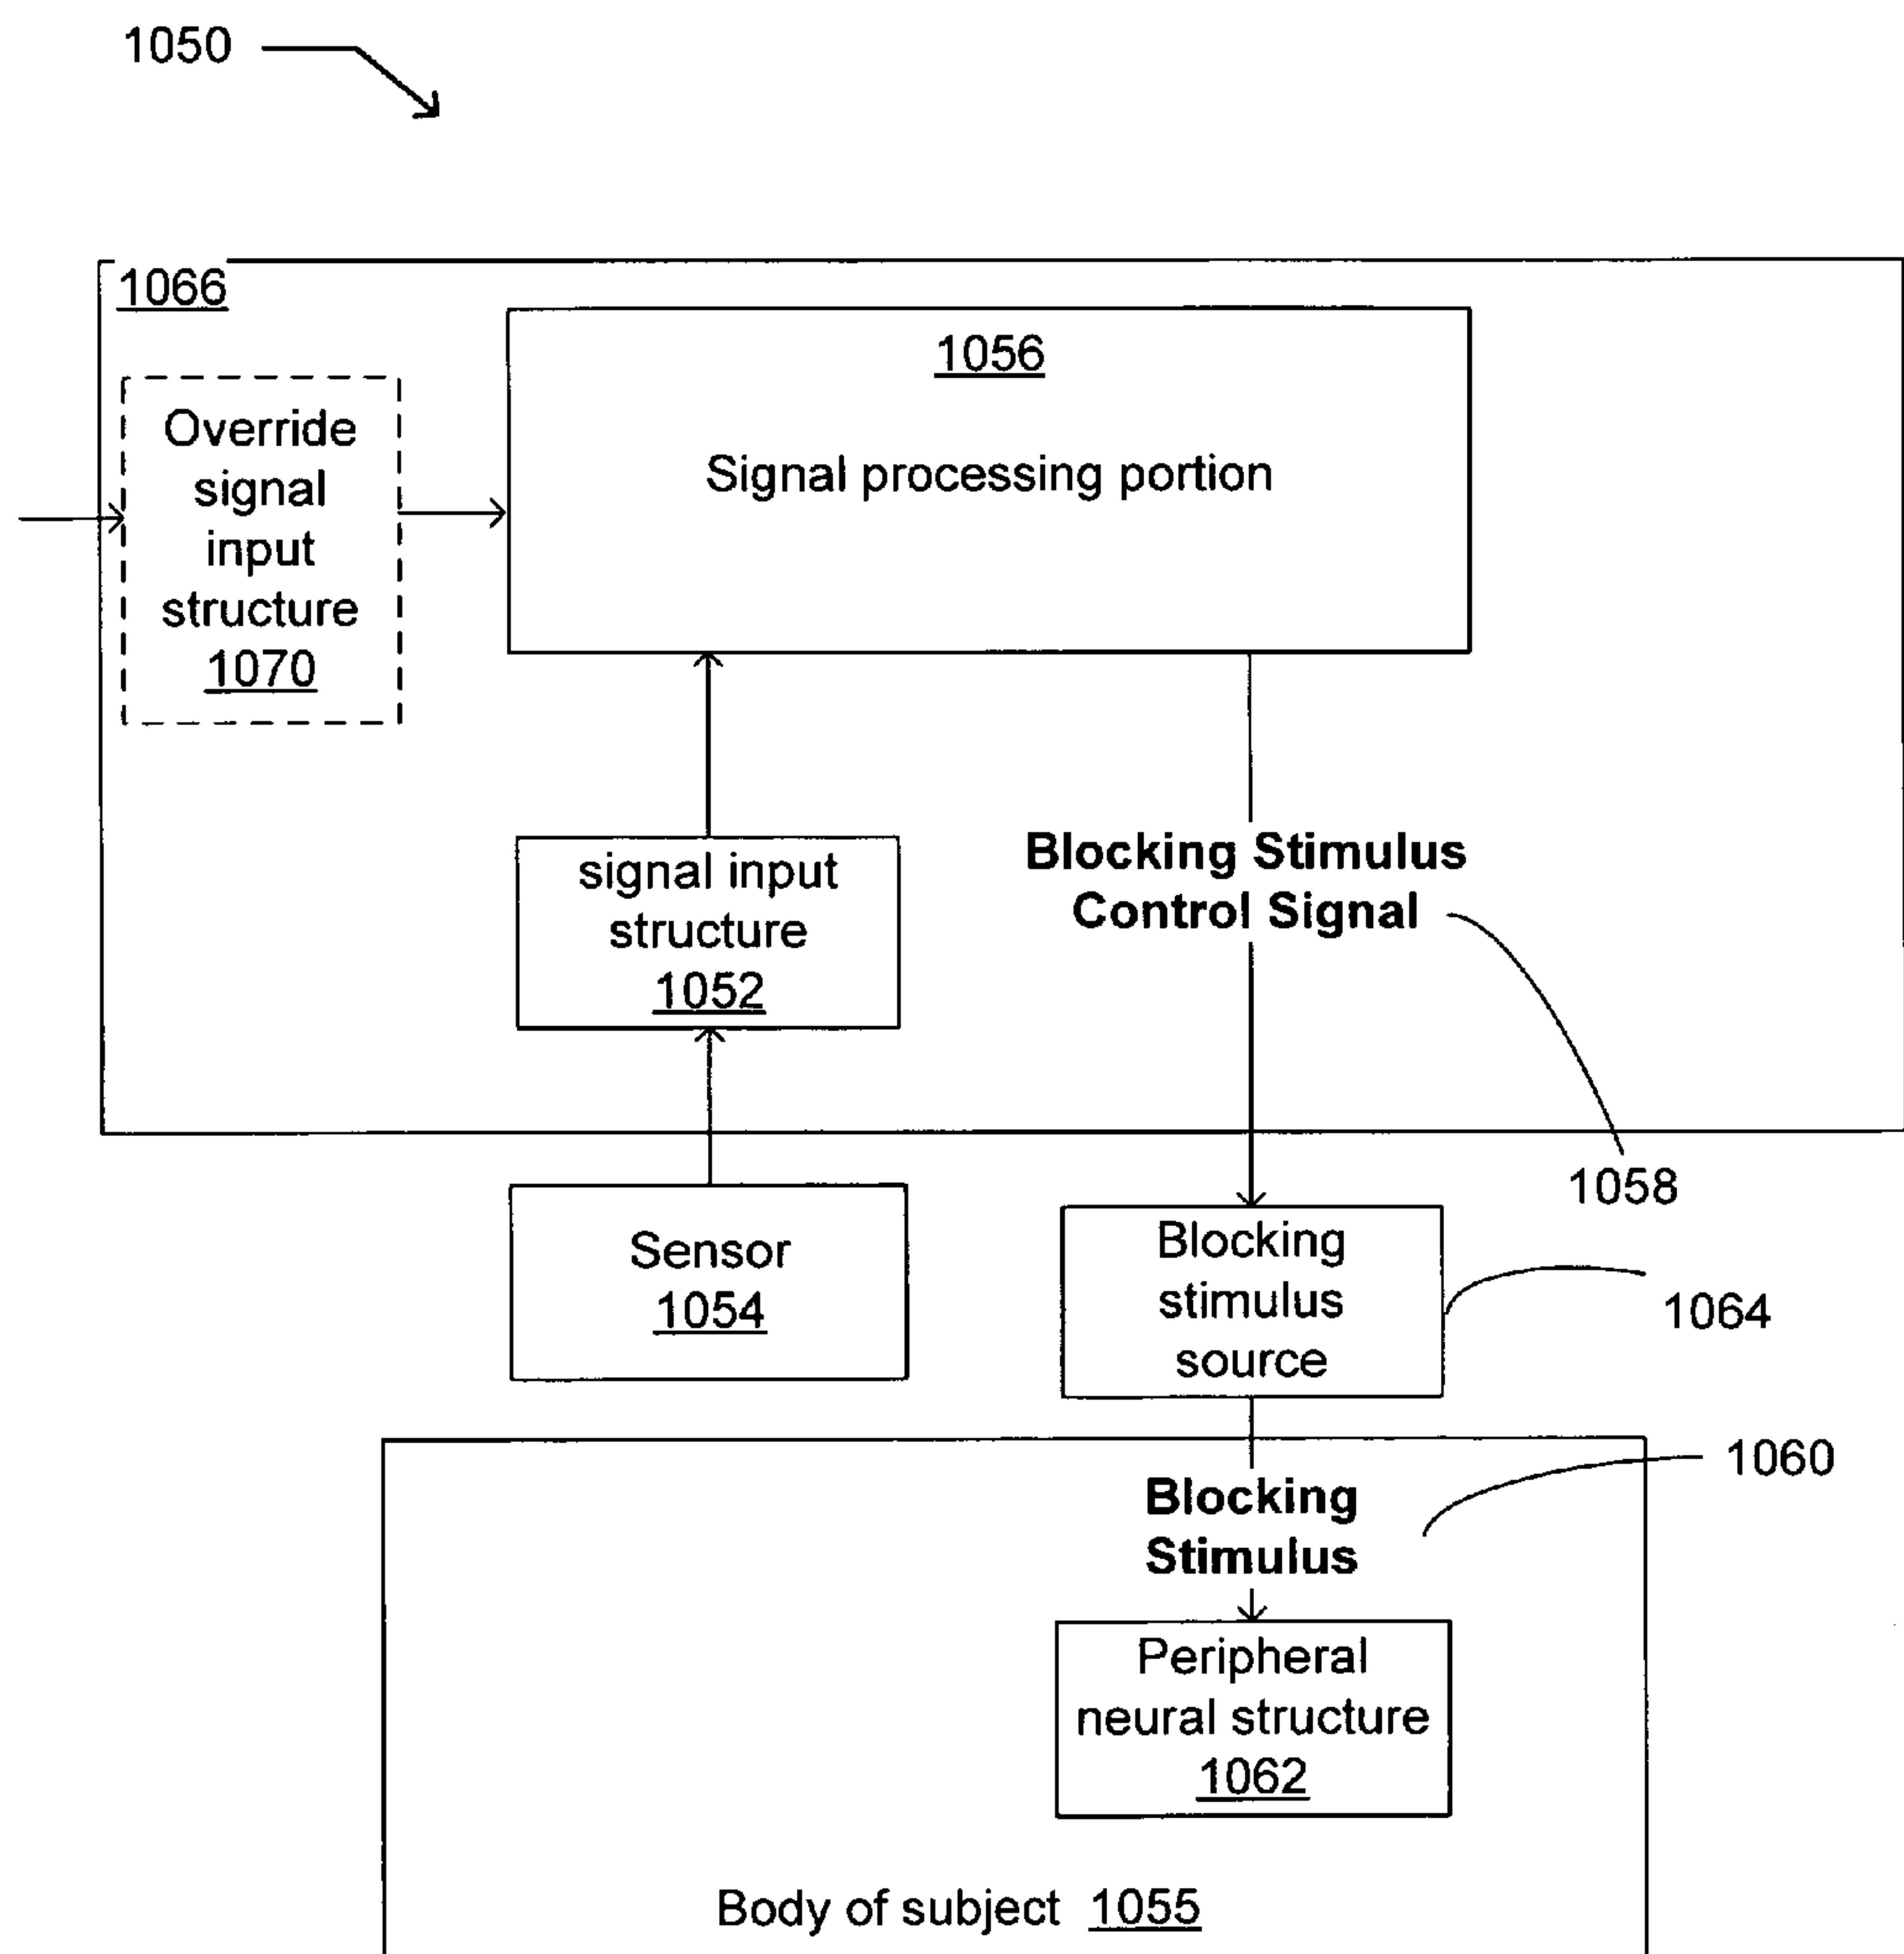 1050
1066
1056
Override
signal
input
structure
1070
Signal processing portion
signal input
structure
1052
Blocking Stimulus
Control Signal
1058
Sensor
1054
Blocking
stimulus
source
1064
1060
Blocking
Stimulus
Peripheral
neural structure
1062
Body of subject 1055